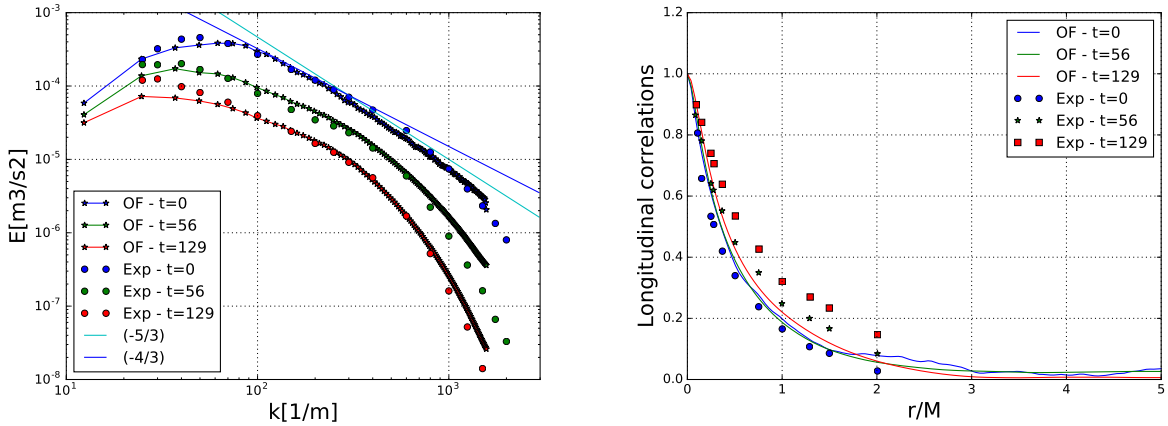 10^-3
10^-4
10^-5
10^-6
10^-7
10^-8
E[m3/s2]
OF - t=0
OF - t=56
OF - t=129
Exp - t=0
Exp - t=56
Exp - t=129
(-5/3)
(-4/3)
10^1
10^2
10^3
k[1/m]
1.2
1.0
0.8
0.6
0.4
0.2
0.0
Longitudinal correlations
OF - t=0
OF - t=56
OF - t=129
Exp - t=0
Exp - t=56
Exp - t=129
0 1 2 3 4 5
r/M